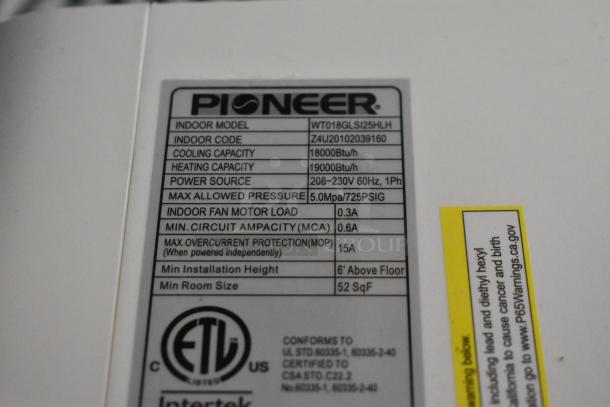 PIONEER
INDOOR MODEL WT018GLSI25HLH
INDOOR CODE Z4U20102039160
COOLING CAPACITY 18000Btu/h
HEATING CAPACITY 19000Btu/h
POWER SOURCE 208~230V 60Hz, 1Ph
MAX ALLOWED PRESSURE 5.0Mpa/725PSIG
INDOOR FAN MOTOR LOAD 0.3A
MIN. CIRCUIT AMPACITY(MCA) 0.6A
MAX.OVERCURRENT PROTECTION(MOP) 15A
(When powered independently)
Min Installation Height 6' Above Floor
Min Room Size 52 SqF
ETL
LISTED
C US
Intertek
CONFORMS TO
UL STD.60335-1, 60335-2-40
CERTIFIED TO
CSA STD.C22.2
No.60335-1, 60335-2-40
warning below.
including lead and diethyl hexyl
alifornia to cause cancer and birth
ation go to www.P65Warnings.ca.gov